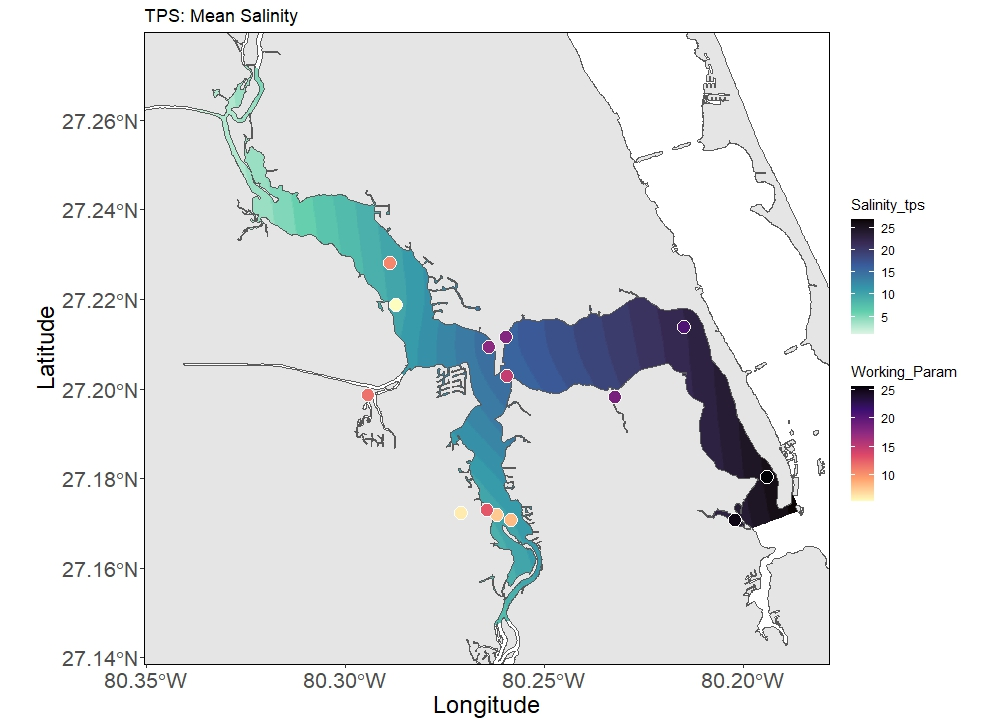 TPS: Mean Salinity
27.26°N
27.24°N
27.22°N
27.20°N
27.18°N
27.16°N
27.14°N
Latitude
80.35°W
80.30°W
80.25°W
80.20°W
Longitude
Salinity_tps
25
20
15
10
5
Working_Param
25
20
15
10